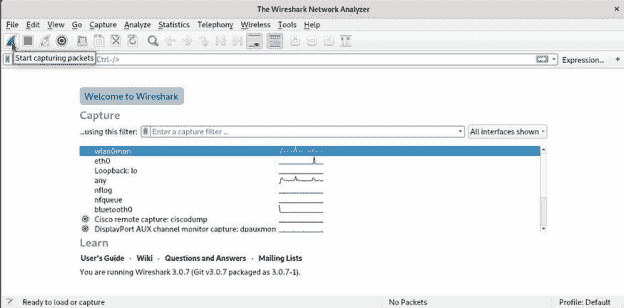 The Wireshark Network Analyzer
File Edit View Go Capture Analyze Statistics Telephony Wireless Tools Help
Start capturing packets
Ctrl-/>
Expression...
+
Welcome to Wireshark
Capture
...using this filter: Enter a capture filter ... All interfaces shown
wlan0mon
eth0
Loopback: lo
any
nflog
nfqueue
bluetooth0
Cisco remote capture: ciscodump
DisplayPort AUX channel monitor capture: dpauxmon
Learn
User's Guide · Wiki · Questions and Answers · Mailing Lists
You are running Wireshark 3.0.7 (Git v3.0.7 packaged as 3.0.7-1).
Ready to load or capture No Packets Profile: Default